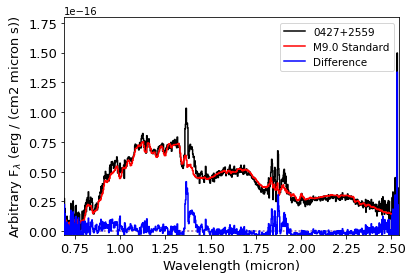 1e−16
1.75
1.50
1.25
1.00
0.75
0.50
0.25
0.00
Arbitrary Fλ (erg / (cm2 micron s))
0427+2559
M9.0 Standard
Difference
0.75 1.00 1.25 1.50 1.75 2.00 2.25 2.50
Wavelength (micron)